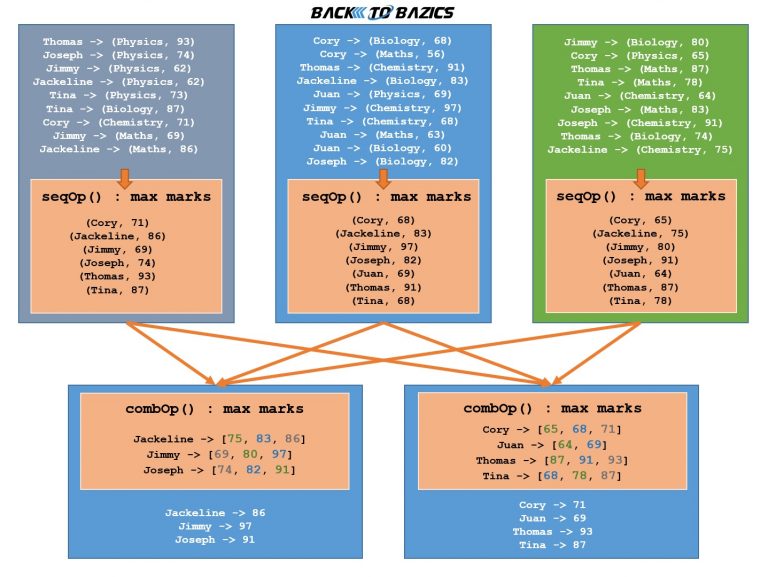 BACK TO BAZICS
Thomas -> (Physics, 93)
Joseph -> (Physics, 74)
Jimmy -> (Physics, 62)
Jackeline -> (Physics, 62)
Tina -> (Physics, 73)
Tina -> (Biology, 87)
Cory -> (Chemistry, 71)
Jimmy -> (Maths, 69)
Jackeline -> (Maths, 86)
seqOp() : max marks
(Cory, 71)
(Jackeline, 86)
(Jimmy, 69)
(Joseph, 74)
(Thomas, 93)
(Tina, 87)
Cory -> (Biology, 68)
Cory -> (Maths, 56)
Thomas -> (Chemistry, 91)
Jackeline -> (Biology, 83)
Juan -> (Physics, 69)
Jimmy -> (Chemistry, 97)
Tina -> (Chemistry, 68)
Juan -> (Maths, 63)
Juan -> (Biology, 60)
Joseph -> (Biology, 82)
seqOp() : max marks
(Cory, 68)
(Jackeline, 83)
(Jimmy, 97)
(Joseph, 82)
(Juan, 69)
(Thomas, 91)
(Tina, 68)
Jimmy -> (Biology, 80)
Cory -> (Physics, 65)
Thomas -> (Maths, 87)
Tina -> (Maths, 78)
Juan -> (Chemistry, 64)
Joseph -> (Maths, 83)
Joseph -> (Chemistry, 91)
Thomas -> (Biology, 74)
Jackeline -> (Chemistry, 75)
seqOp() : max marks
(Cory, 65)
(Jackeline, 75)
(Jimmy, 80)
(Joseph, 91)
(Juan, 64)
(Thomas, 87)
(Tina, 78)
combOp() : max marks
Jackeline -> [75, 83, 86]
Jimmy -> [69, 80, 97]
Joseph -> [74, 82, 91]
Jackeline -> 86
Jimmy -> 97
Joseph -> 91
combOp() : max marks
Cory -> [65, 68, 71]
Juan -> [64, 69]
Thomas -> [87, 91, 93]
Tina -> [68, 78, 87]
Cory -> 71
Juan -> 69
Thomas -> 93
Tina -> 87